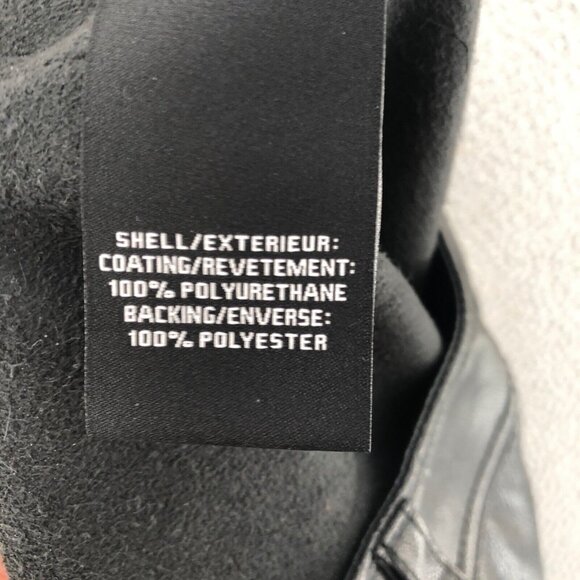 SHELL/EXTERIEUR:
COATING/REVETEMENT:
100% POLYURETHANE
BACKING/ENVERSE:
100% POLYESTER